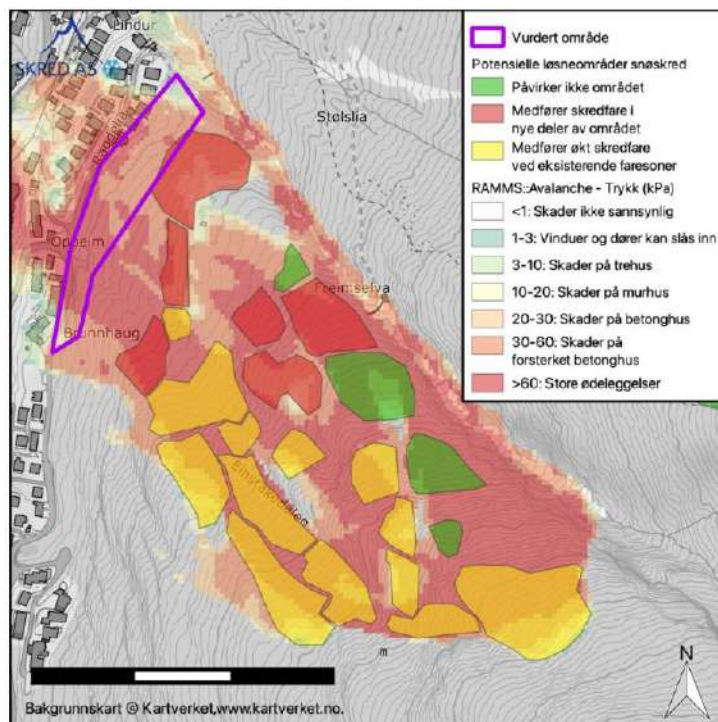 Lindur
SKRED AS
Vurdert område
Potensielle løsneområder snøskred
Påvirker ikke området
Medfører skredfare i
nye deler av området
Medfører økt skredfare
ved eksisterende faresoner
RAMMS::Avalanche - Trykk (kPa)
<1: Skader ikke sannsynlig
1-3: Vinduer og dører kan slås inn
3-10: Skader på trehus
10-20: Skader på murhus
20-30: Skader på betonghus
30-60: Skader på
forsterket betonghus
>60: Store ødeleggelser
Stølslia
Oppeim
Freimselva
Brunnhaug
m
N
Bakgrunnskart © Kartverket,www.kartverket.no.